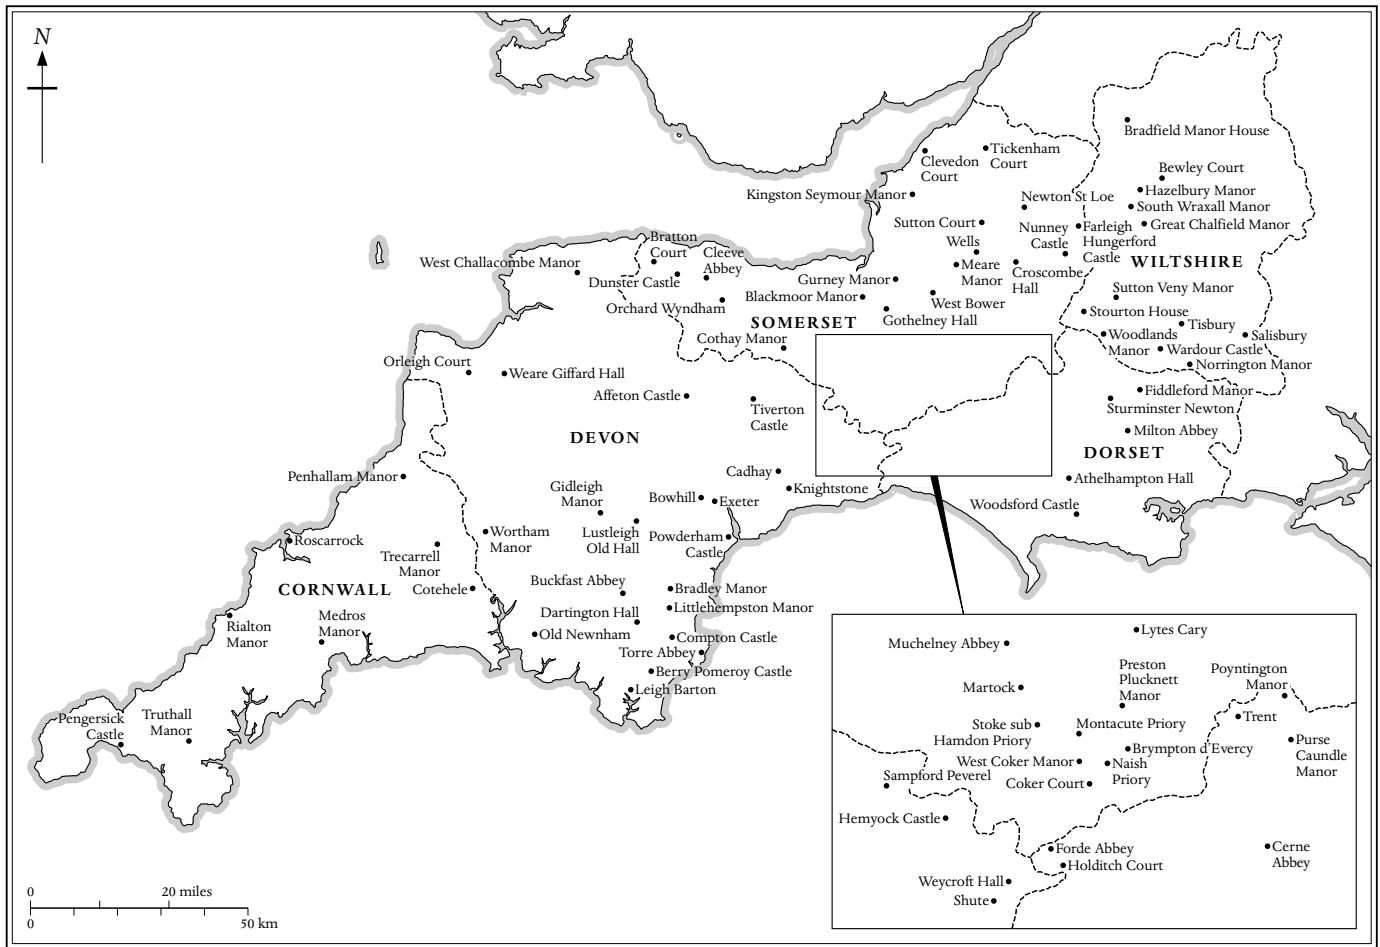 N
Bradfield Manor House
Clevedon
Court
Tickenham
Court
Bewley Court
Hazelbury Manor
Kingston Seymour Manor
Newton St Loe
South Wraxall Manor
Sutton Court
Nunney
Castle
Farleigh
Hungerford
Castle
Great Chalfield Manor
Bratton
Court
Cleeve
Abbey
Wells
Meare
Manor
Croscombe
Hall
WILTSHIRE
West Challacombe Manor
Dunster Castle
Gurney Manor
Sutton Veny Manor
Orchard Wyndham
Blackmoor Manor
West Bower
Gothelney Hall
Stourton House
SOMERSET
Tisbury
Woodlands
Manor
Salisbury
Cothay Manor
Wardour Castle
Norrington Manor
Orleigh Court
Weare Giffard Hall
Affeton Castle
Tiverton
Castle
Fiddleford Manor
Sturminster Newton
Milton Abbey
DEVON
DORSET
Cadhay
Penhallam Manor
Gidleigh
Manor
Bowhill
Exeter
Knightstone
Athelhampton Hall
Woodsford Castle
Roscarrock
Trecarrell
Manor
Wortham
Manor
Lustleigh
Old Hall
Powderham
Castle
CORNWALL
Cotehele
Buckfast Abbey
Bradley Manor
Littlehempston Manor
Dartington Hall
Rialton
Manor
Medros
Manor
Old Newnham
Compton Castle
Torre Abbey
Berry Pomeroy Castle
Leigh Barton
Pengersick
Castle
Truthall
Manor
Muchelney Abbey
Lytes Cary
Martock
Preston
Plucknett
Manor
Poyntington
Manor
Stoke sub
Hamdon Priory
Montacute Priory
Trent
Brympton d'Evercy
Purse
Caundle
Manor
West Coker Manor
Naish
Priory
Sampford Peverel
Coker Court
Hemyock Castle
Forde Abbey
Holditch Court
Cerne
Abbey
Weycroft Hall
Shute
0
20 miles
0
50 km